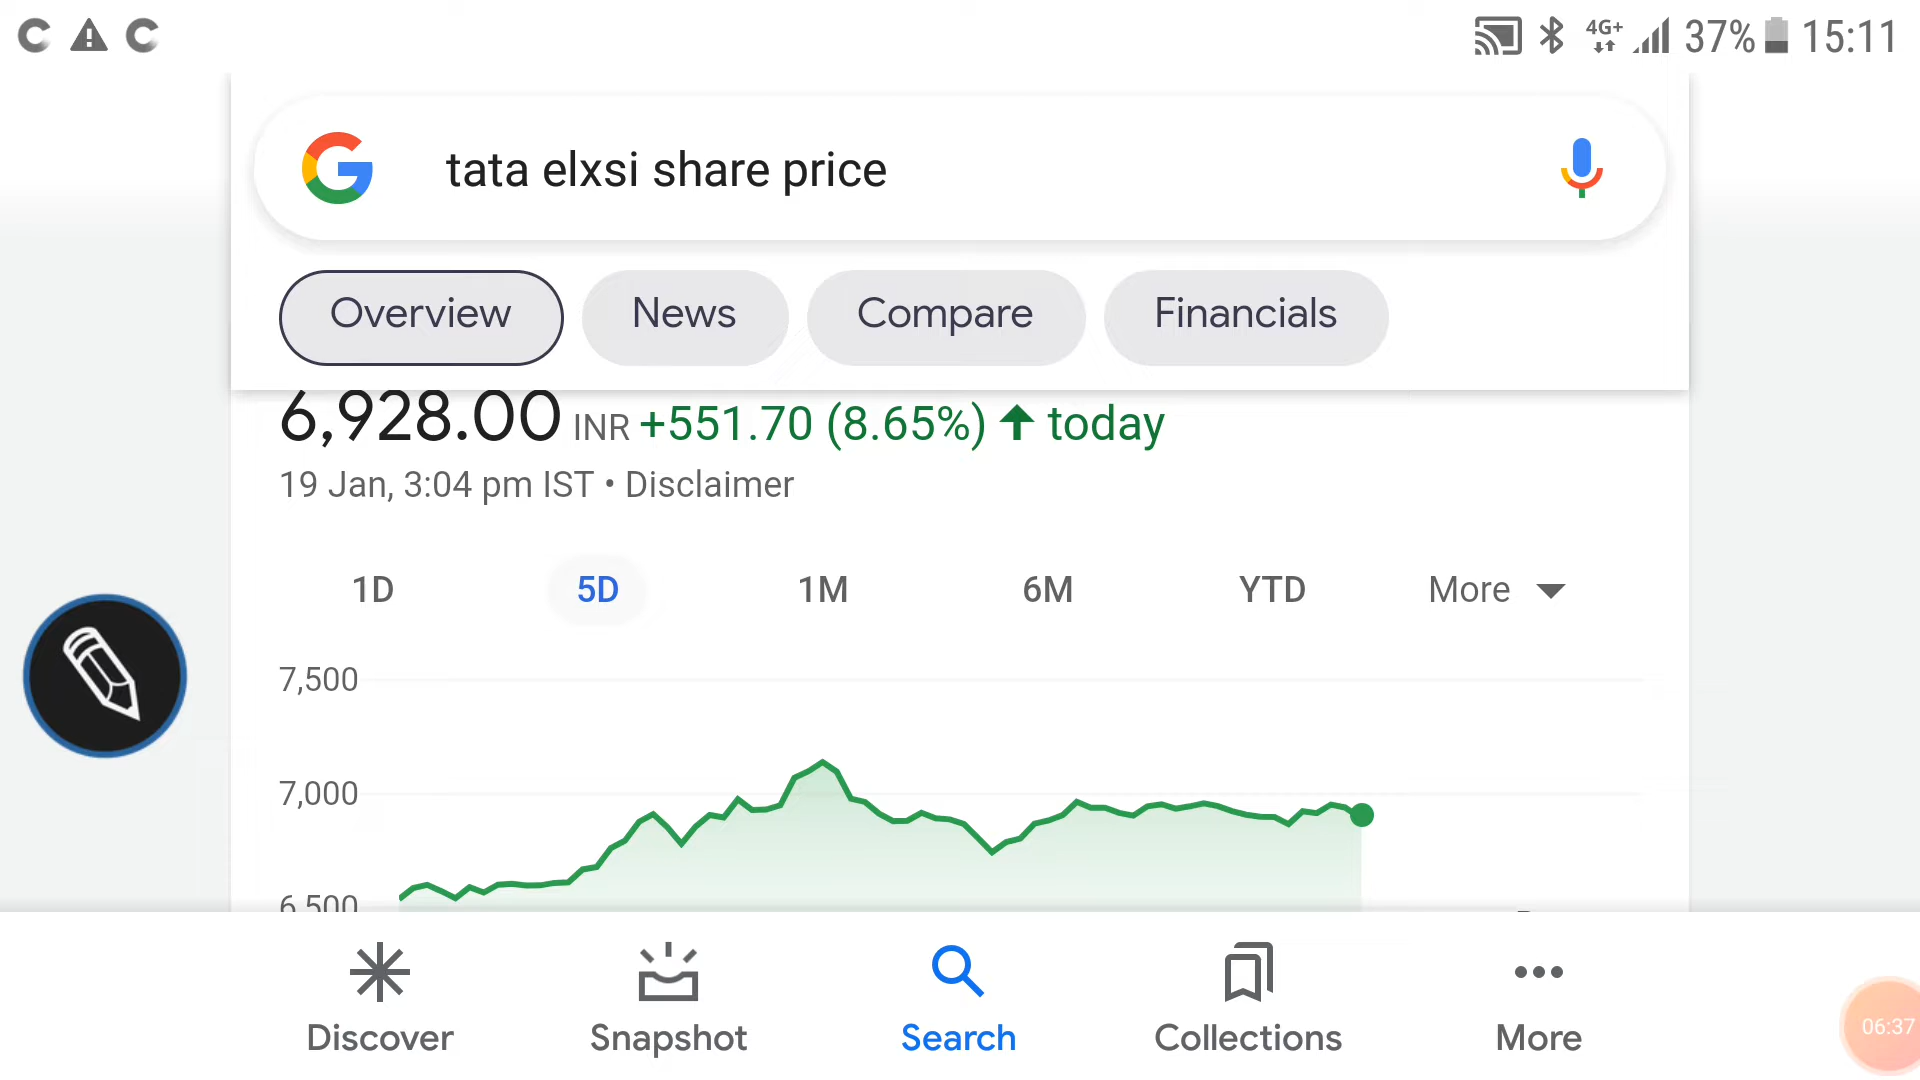 4G+ 37% 15:11
tata elxsi share price
Overview News Compare Financials
6,928.00 INR +551.70 (8.65%) today
19 Jan, 3:04 pm IST • Disclaimer
1D 5D 1M 6M YTD More
7,500
7,000
6,500
Discover Snapshot Search Collections More
06:37